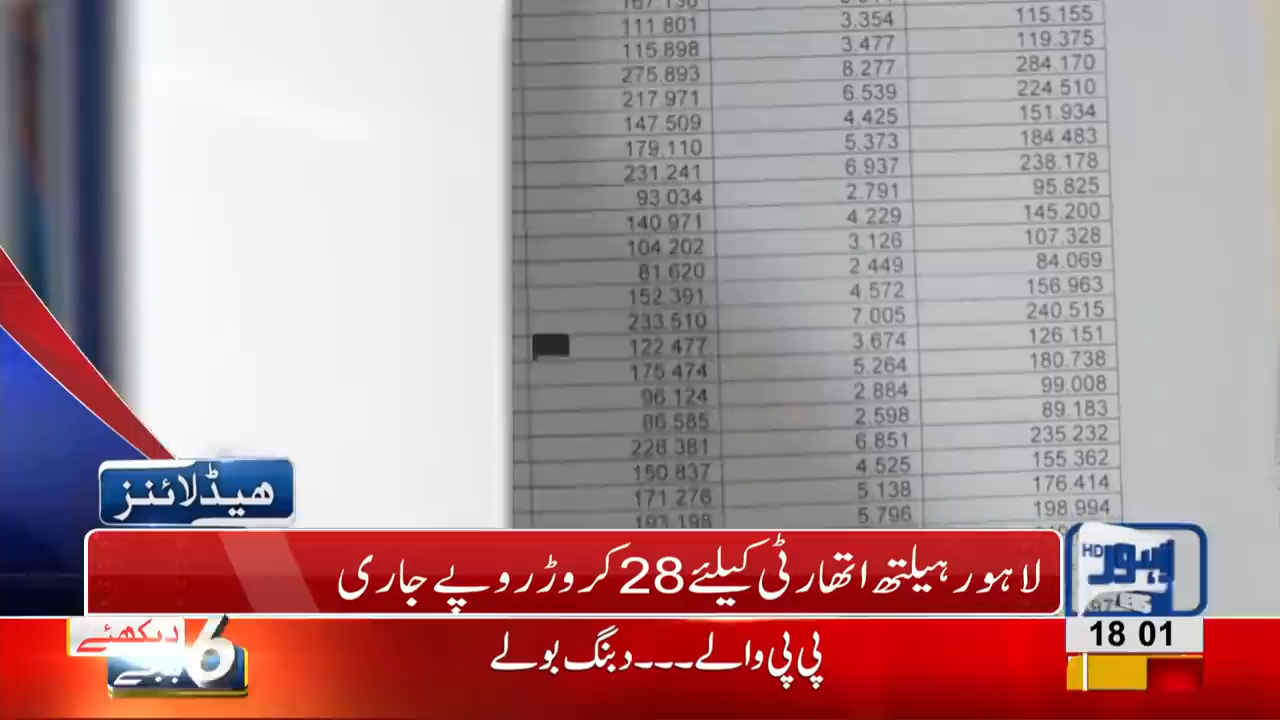 111.801 3.354 115.155
115.898 3.477 119.375
275.893 8.277 284.170
217.971 6.539 224.510
147.509 4.425 151.934
179.110 5.373 184.483
231.241 6.937 238.178
93.034 2.791 95.825
140.971 4.229 145.200
104.202 3.126 107.328
81.620 2.449 84.069
152.391 4.572 156.963
233.510 7.005 240.515
122.477 3.674 126.151
175.474 5.264 180.738
96.124 2.884 99.008
86.585 2.598 89.183
228.381 6.851 235.232
150.837 4.525 155.362
171.276 5.138 176.414
193.198 5.796 198.994
ہیڈلائنز
لاہور ہیلتھ اتھارٹی کیلئے 28 کروڑ روپے جاری
HD لاہور
18 01
دیکھئے 6 بجے
پی پی والے۔۔۔دبنگ بولے